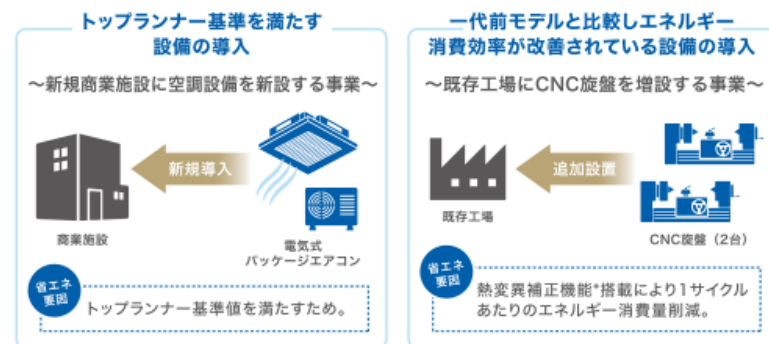 トップランナー基準を満たす
設備の導入
～新規商業施設に空調設備を新設する事業～
新規導入
商業施設
電気式
パッケージエアコン
省エネ
要因
トップランナー基準値を満たすため。
一代前モデルと比較しエネルギー
消費効率が改善されている設備の導入
～既存工場にCNC旋盤を増設する事業～
追加設置
既存工場
CNC旋盤（2台）
省エネ
要因
熱変異補正機能*搭載により1サイクル
あたりのエネルギー消費量削減。